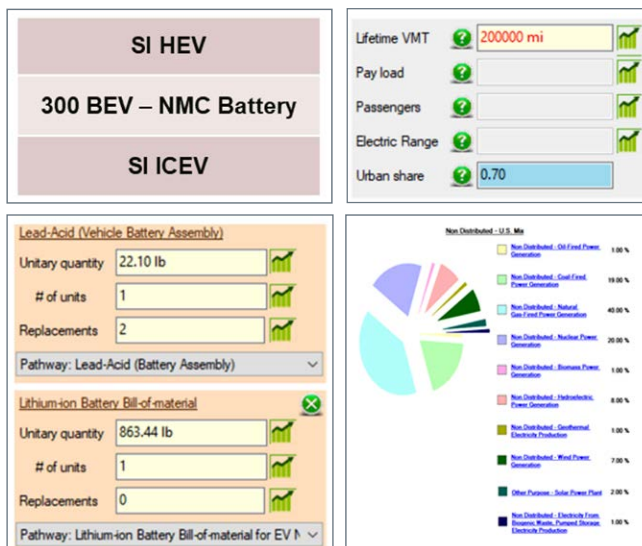 SI HEV
300 BEV – NMC Battery
SI ICEV
Lifetime VMT 200000 mi
Pay load
Passengers
Electric Range
Urban share 0.70
Lead-Acid (Vehicle Battery Assembly)
Unitary quantity 22.10 lb
# of units 1
Replacements 2
Pathway: Lead-Acid (Battery Assembly)
Lithium-ion Battery Bill-of-material
Unitary quantity 863.44 lb
# of units 1
Replacements 0
Pathway: Lithium-ion Battery Bill-of-material for EV N
Non Distributed - U.S. Mix
Non Distributed - Oil-Fired Power
Generation 1.00 %
Non Distributed - Coal-Fired
Power Generation 19.00 %
Non Distributed - Natural
Gas-Fired Power Generation 40.00 %
Non Distributed - Nuclear Power
Generation 20.00 %
Non Distributed - Biomass Power
Generation 1.00 %
Non Distributed - Hydroelectric
Power Generation 8.00 %
Non Distributed - Geothermal
Electricity Production 1.00 %
Non Distributed - Wind Power
Generation 7.00 %
Other Purpose - Solar Power Plant 2.00 %
Non Distributed - Electricity From
Biogenic Waste, Pumped Storage
Electricity Production 1.00 %